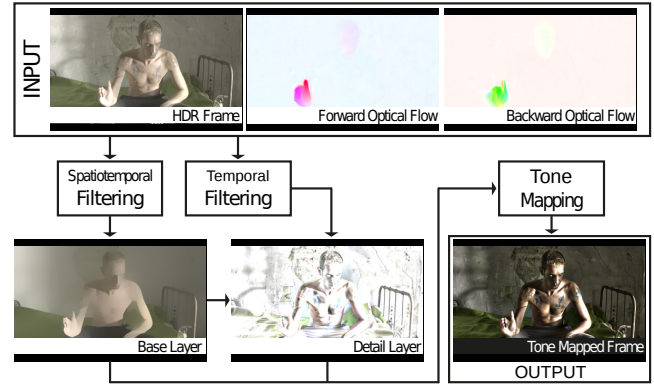 INPUT
HDR Frame
Forward Optical Flow
Backward Optical Flow
Spatiotemporal
Filtering
Temporal
Filtering
Tone
Mapping
Base Layer
Detail Layer
Tone Mapped Frame
OUTPUT